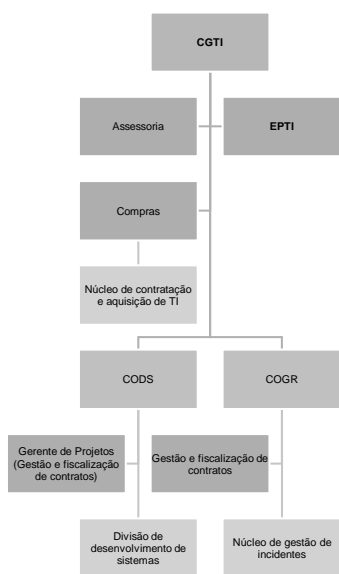 CGTI
Assessoria
EPTI
Compras
Núcleo de contratação
e aquisição de TI
CODS
COGR
Gerente de Projetos
(Gestão e fiscalização
de contratos)
Gestão e fiscalização de
contratos
Divisão de
desenvolvimento de
sistemas
Núcleo de gestão de
incidentes